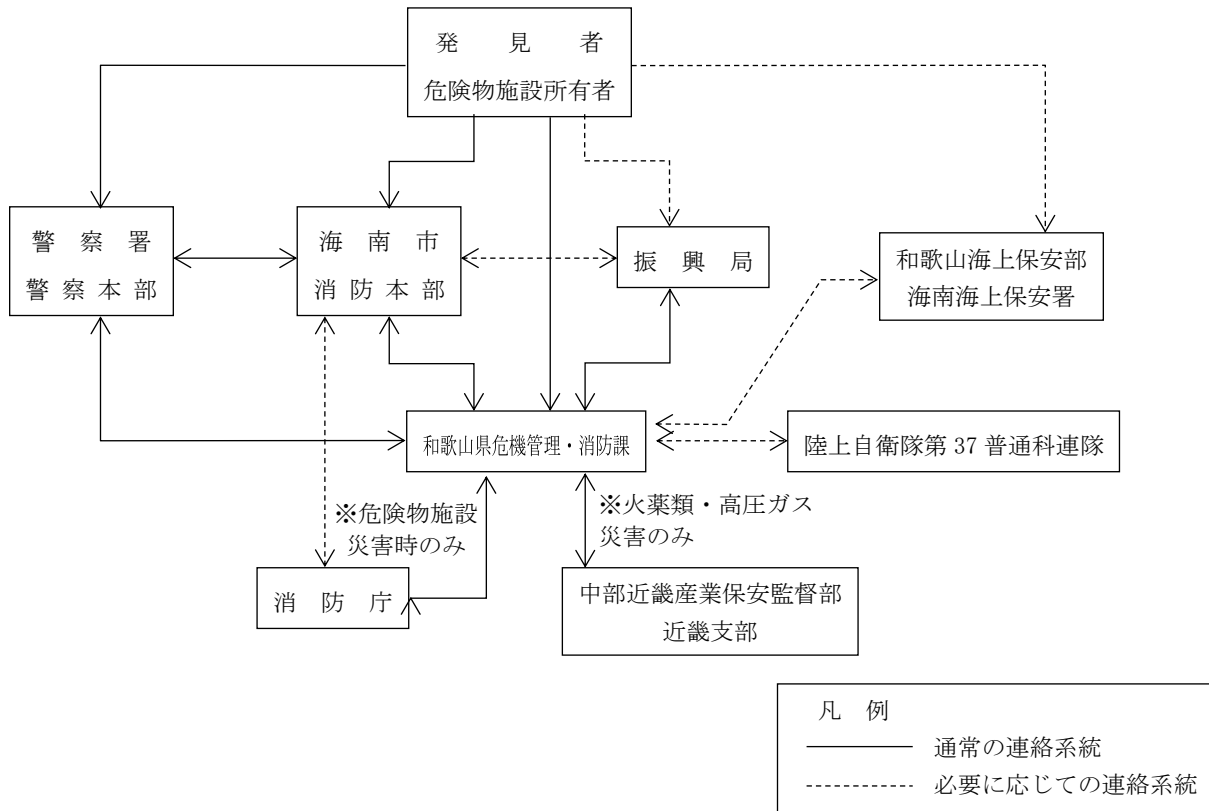 発見者
危険物施設所有者
警察署
警察本部
海南市
消防本部
振興局
和歌山海上保安部
海南海上保安署
和歌山県危機管理・消防課
陸上自衛隊第37普通科連隊
※危険物施設
災害時のみ
※火薬類・高圧ガス
災害のみ
消防庁
中部近畿産業保安監督部
近畿支部
凡例
通常の連絡系統
必要に応じての連絡系統